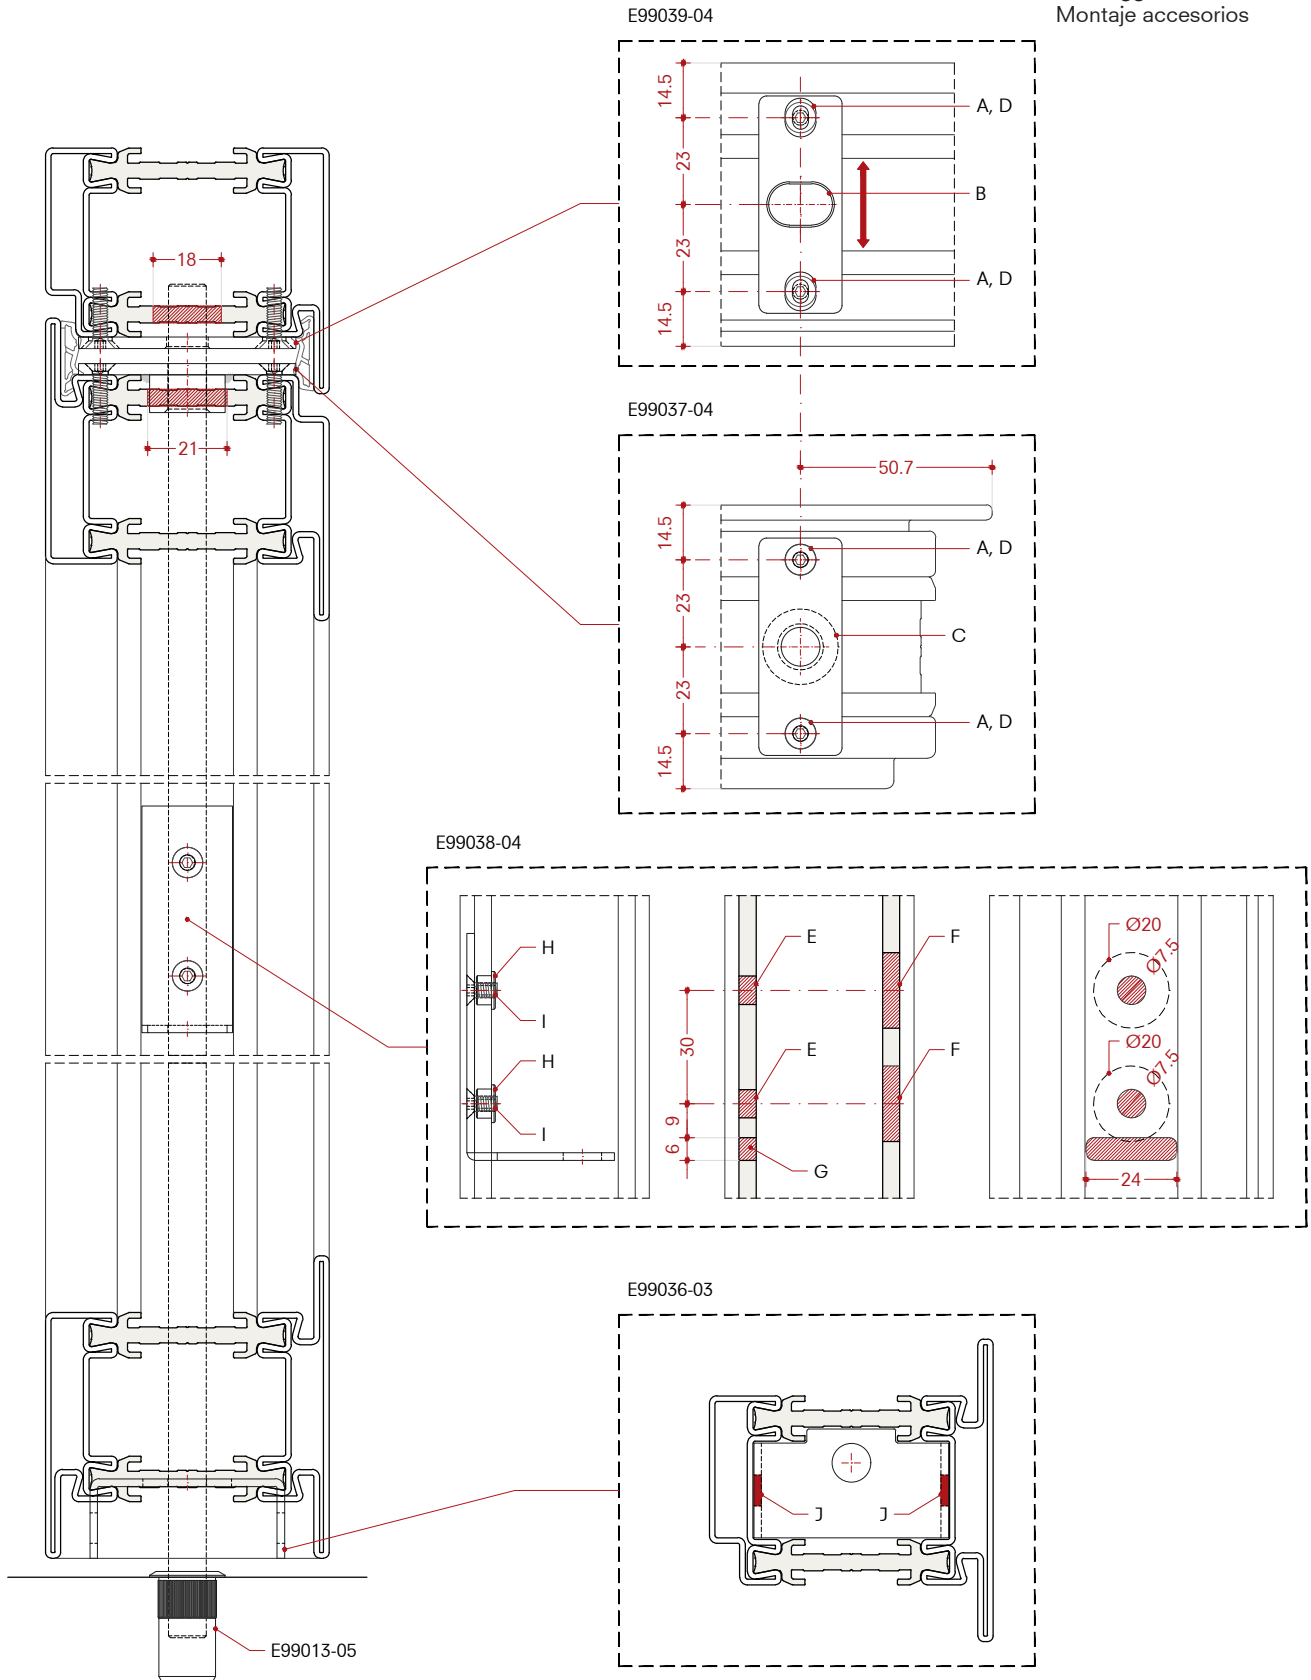 E99039-04
Montaje accesorios
14.5
A, D
23
B
23
A, D
14.5
18
21
E99037-04
50.7
14.5
A, D
23
C
23
A, D
14.5
E99038-04
H
I
H
I
E
F
30
E
F
9
6
G
Ø20
Ø7.5
Ø20
Ø7.5
24
E99036-03
J
J
E99013-05